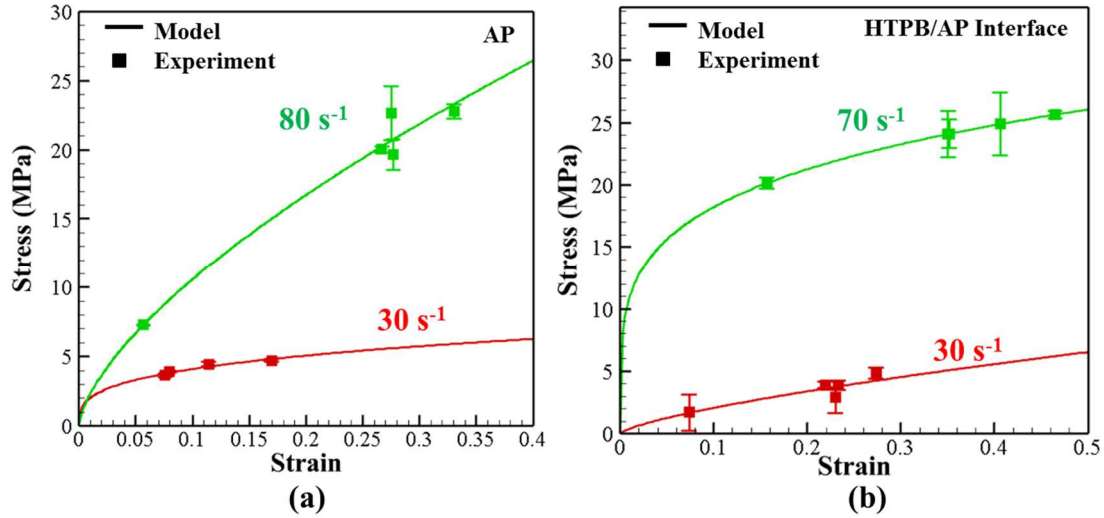 30
25
20
15
10
5
0
0
0.05
0.1
0.15
0.2
0.25
0.3
0.35
0.4
Stress (MPa)
Strain
Model
Experiment
AP
80 s-1
30 s-1
(a)
30
25
20
15
10
5
0
0
0.1
0.2
0.3
0.4
0.5
Stress (MPa)
Strain
Model
Experiment
HTPB/AP Interface
70 s-1
30 s-1
(b)